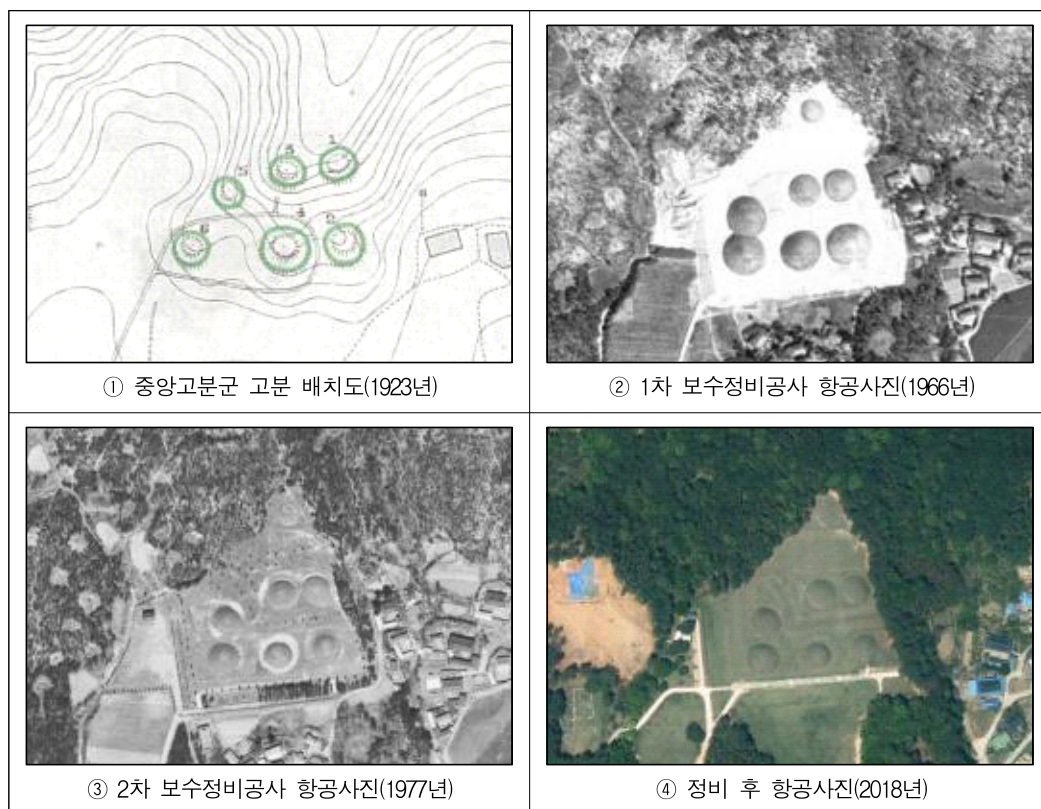 ① 중앙고분군 고분 배치도(1923년)
② 1차 보수정비공사 항공사진(1966년)
③ 2차 보수정비공사 항공사진(1977년)
④ 정비 후 항공사진(2018년)